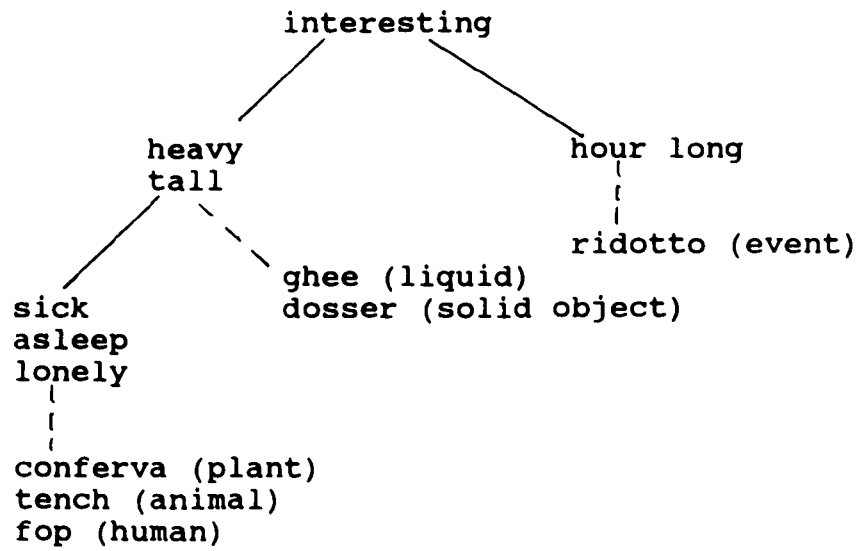 interesting
heavy
tall
hour long
ridotto (event)
ghee (liquid)
dosser (solid object)
sick
asleep
lonely
conferva (plant)
tench (animal)
fop (human)